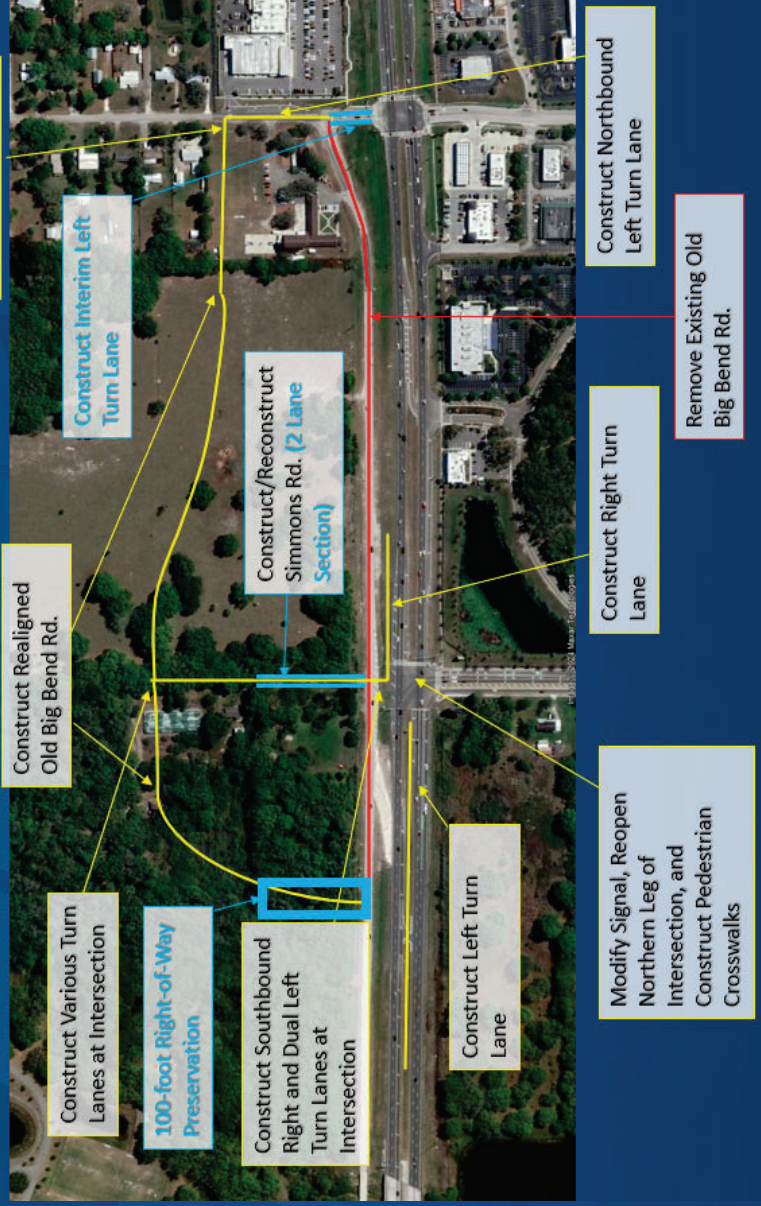 Construct Various Turn
Lanes at Intersection
100-foot Right-of-Way
Preservation
Construct Southbound
Right and Dual Left
Turn Lanes at
Intersection
Construct Realigned
Old Big Bend Rd.
Construct/Reconstruct
Simmons Rd. (2 Lane
Section)
Construct Interim Left
Turn Lane
Construct Left Turn
Lane
Modify Signal, Reopen
Northern Leg of
Intersection, and
Construct Pedestrian
Crosswalks
Construct Right Turn
Lane
Remove Existing Old
Big Bend Rd.
Construct Northbound
Left Turn Lane
Maxar Technologies